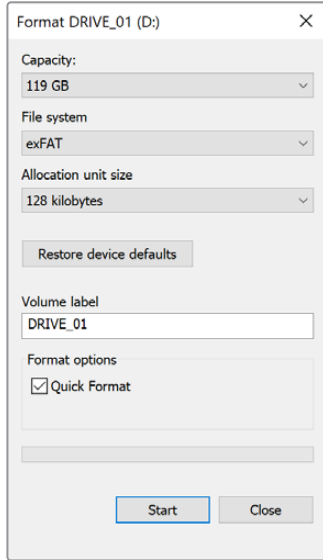 Format DRIVE_01 (D:)
Capacity:
119 GB
File system
exFAT
Allocation unit size
128 kilobytes
Restore device defaults
Volume label
DRIVE_01
Format options
Quick Format
Start Close